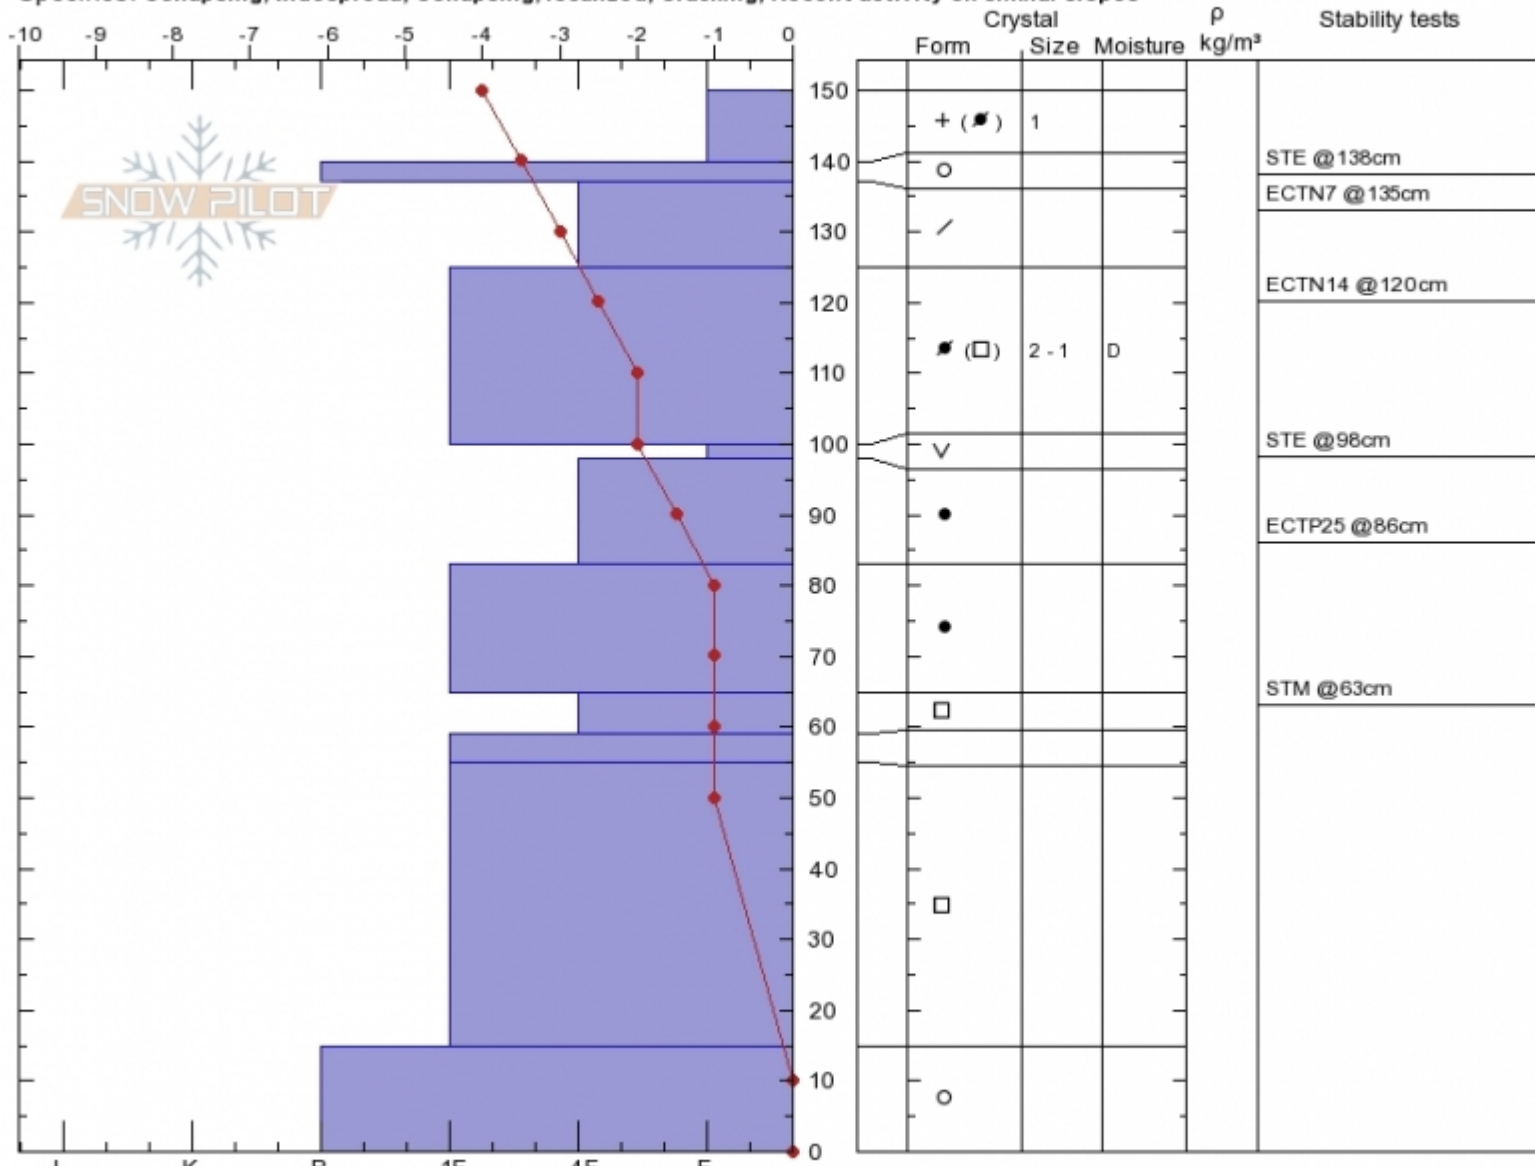 Crystal
ρ
Stability tests
-10 -9 -8 -7 -6 -5 -4 -3 -2 -1 0
Form Size Moisture kg/m³
150
+ ( ) 1
SNOW PILOT
140
STE @138cm
ECTN7 @135cm
130
ECTN14 @120cm
120
( ) 2 - 1 D
110
STE @98cm
100
90
ECTP25 @86cm
80
70
STM @63cm
60
50
40
30
20
10
0